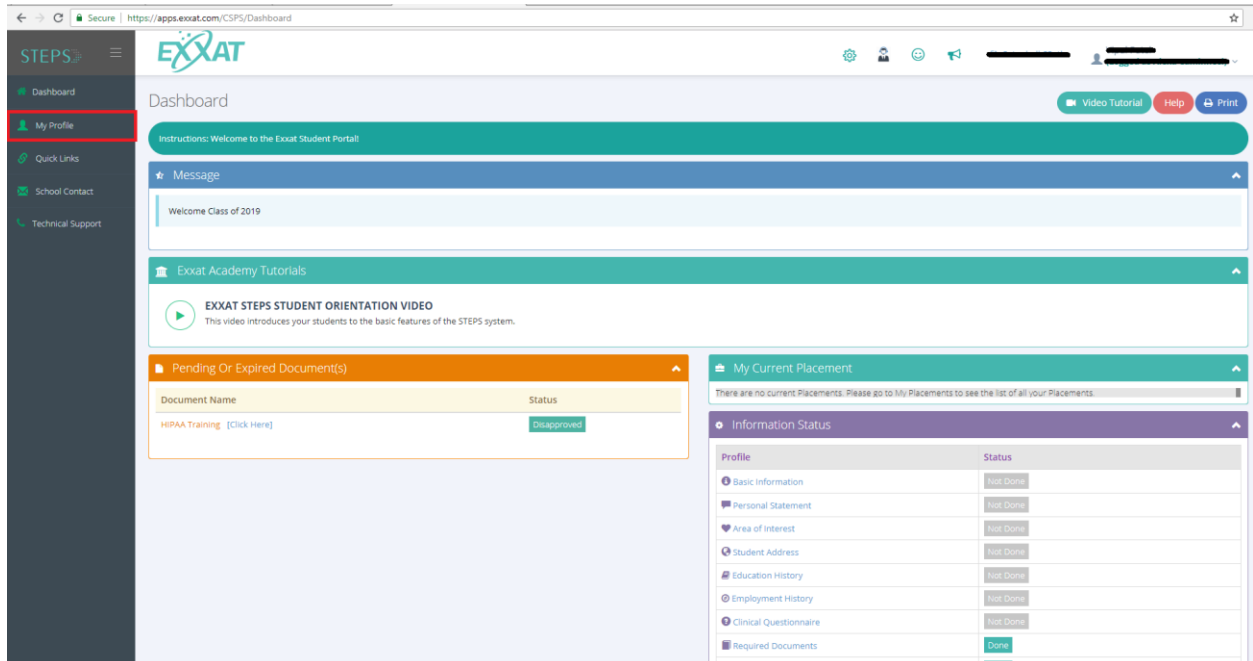 Secure | https://apps.exxat.com/CSPS/Dashboard
STEPS
EXXAT
Dashboard
My Profile
Quick Links
School Contact
Technical Support
Dashboard
Video Tutorial
Help
Print
Instructions: Welcome to the Exxat Student Portal!
Message
Welcome Class of 2019
Exxat Academy Tutorials
EXXAT STEPS STUDENT ORIENTATION VIDEO
This video introduces your students to the basic features of the STEPS system.
Pending Or Expired Document(s)
Document Name Status
HIPAA Training [Click Here] Disapproved
My Current Placement
There are no current Placements. Please go to My Placements to see the list of all your Placements.
Information Status
Profile Status
Basic Information Not Done
Personal Statement Not Done
Area of Interest Not Done
Student Address Not Done
Education History Not Done
Employment History Not Done
Clinical Questionnaire Not Done
Required Documents Done